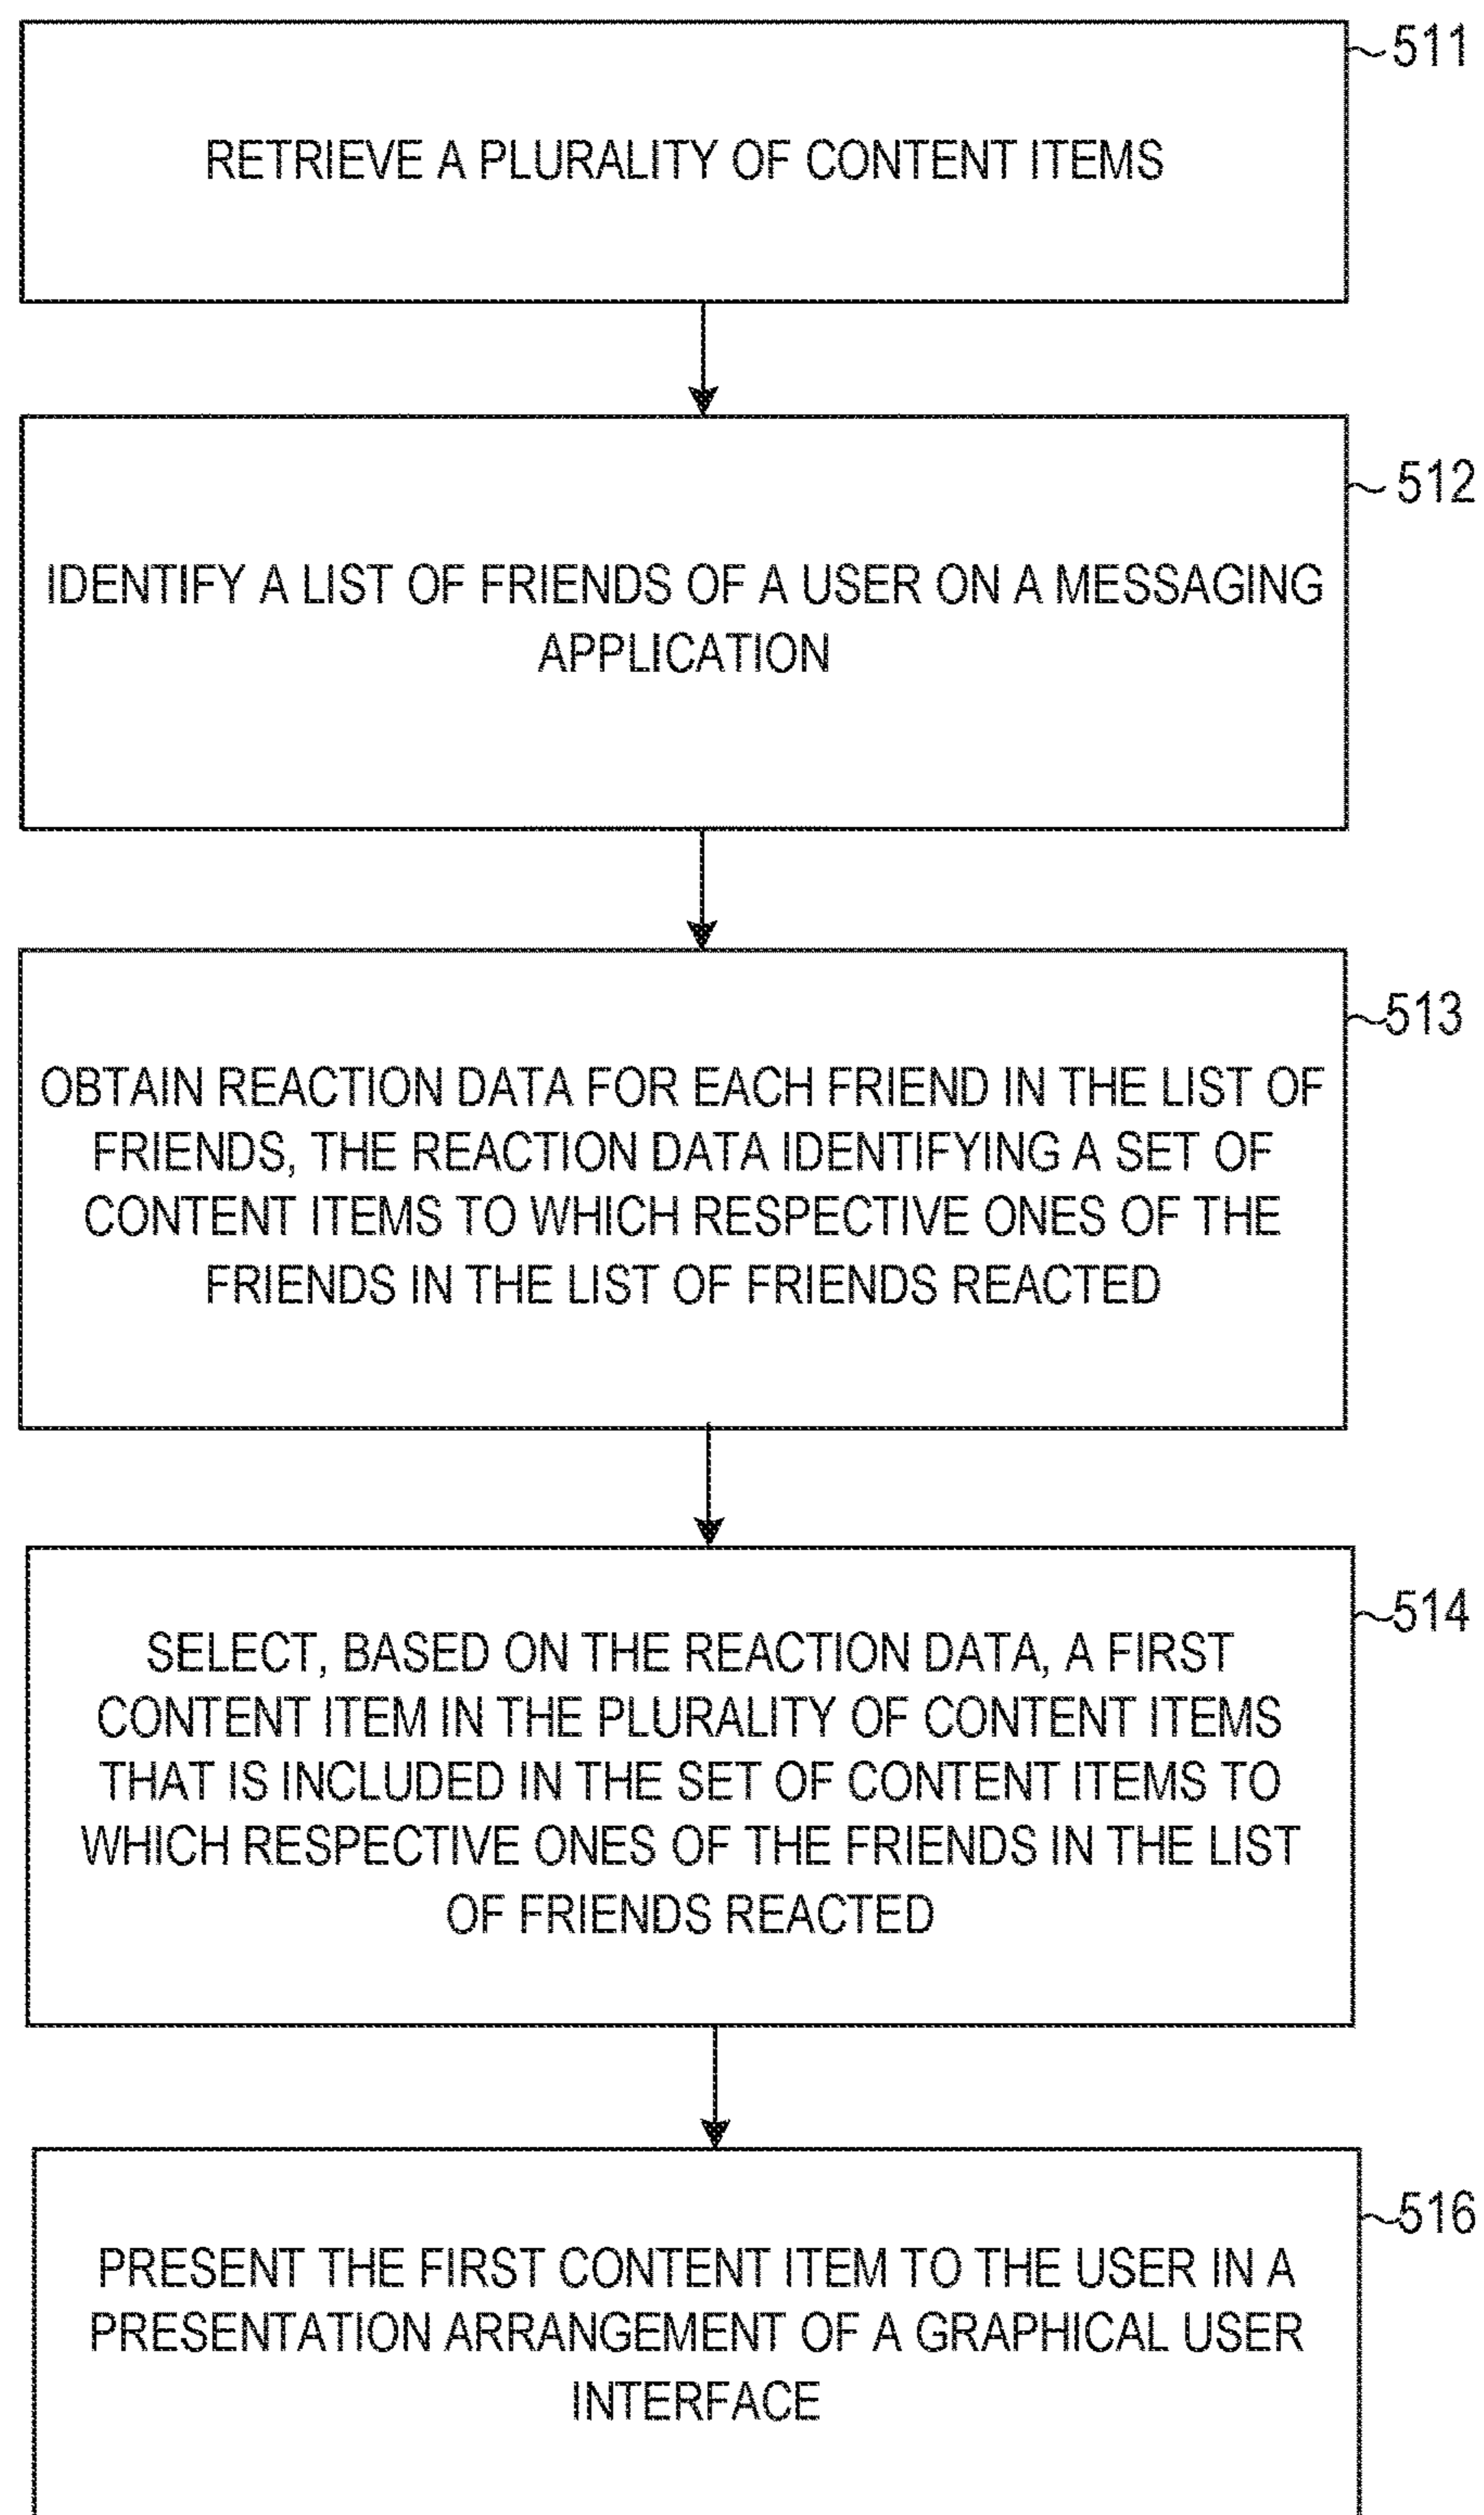 511
RETRIEVE A PLURALITY OF CONTENT ITEMS
512
IDENTIFY A LIST OF FRIENDS OF A USER ON A MESSAGING
APPLICATION
513
OBTAIN REACTION DATA FOR EACH FRIEND IN THE LIST OF
FRIENDS, THE REACTION DATA IDENTIFYING A SET OF
CONTENT ITEMS TO WHICH RESPECTIVE ONES OF THE
FRIENDS IN THE LIST OF FRIENDS REACTED
514
SELECT, BASED ON THE REACTION DATA, A FIRST
CONTENT ITEM IN THE PLURALITY OF CONTENT ITEMS
THAT IS INCLUDED IN THE SET OF CONTENT ITEMS TO
WHICH RESPECTIVE ONES OF THE FRIENDS IN THE LIST
OF FRIENDS REACTED
516
PRESENT THE FIRST CONTENT ITEM TO THE USER IN A
PRESENTATION ARRANGEMENT OF A GRAPHICAL USER
INTERFACE